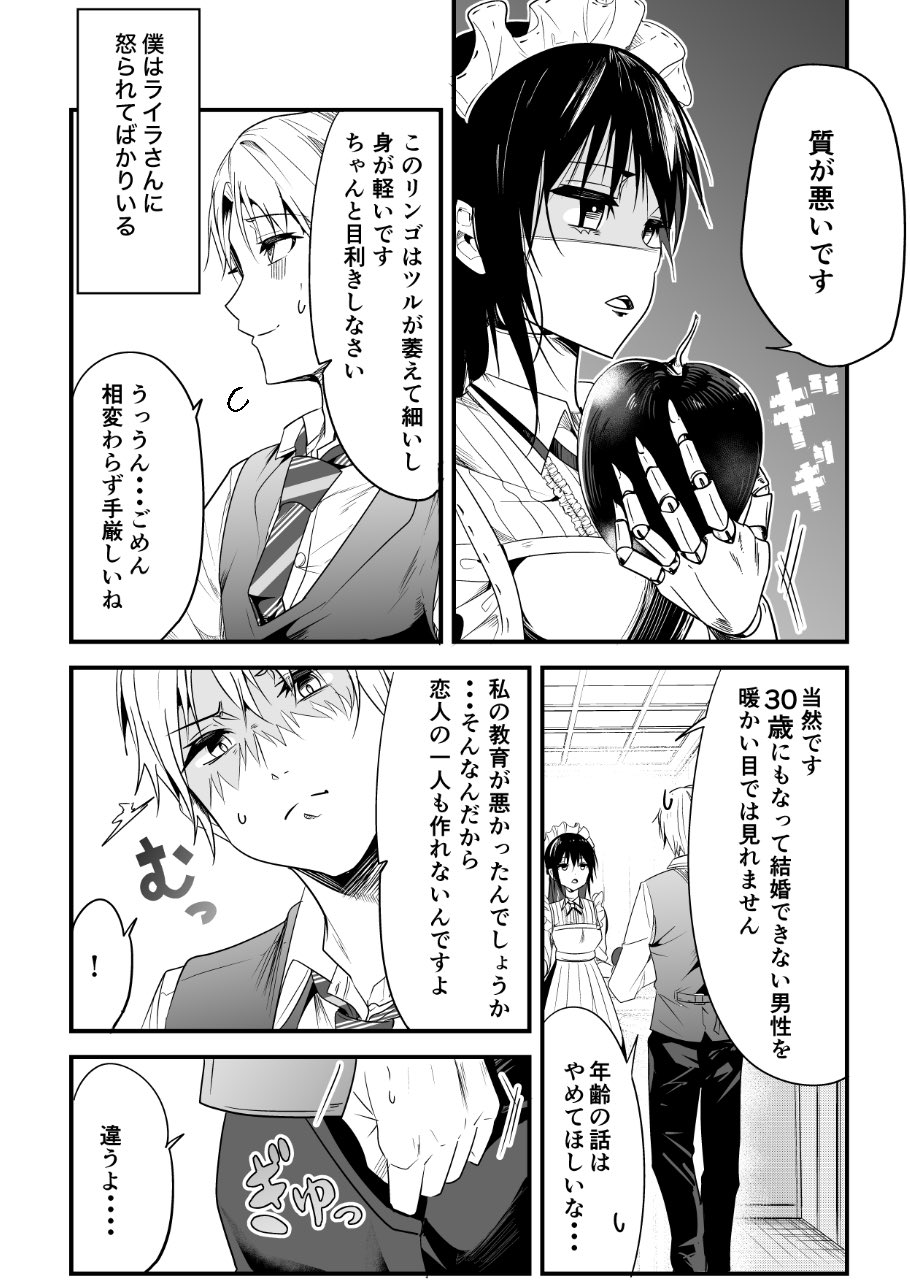 質が悪いです
ギギ
このリンゴはツルが萎えて細いし
身が軽いです
ちゃんと目利きしなさい
僕はライラさんに
怒られてばかりいる
うっうん・・・ごめん
相変わらず手厳しいね
当然です
30歳にもなって結婚できない男性を
暖かい目では見れません
年齢の話は
やめてほしいな・・・
私の教育が悪かったんでしょうか
・・・そんなんだから
恋人の一人も作れないんですよ
むっ
！
ぎゅっ
違うよ・・・・